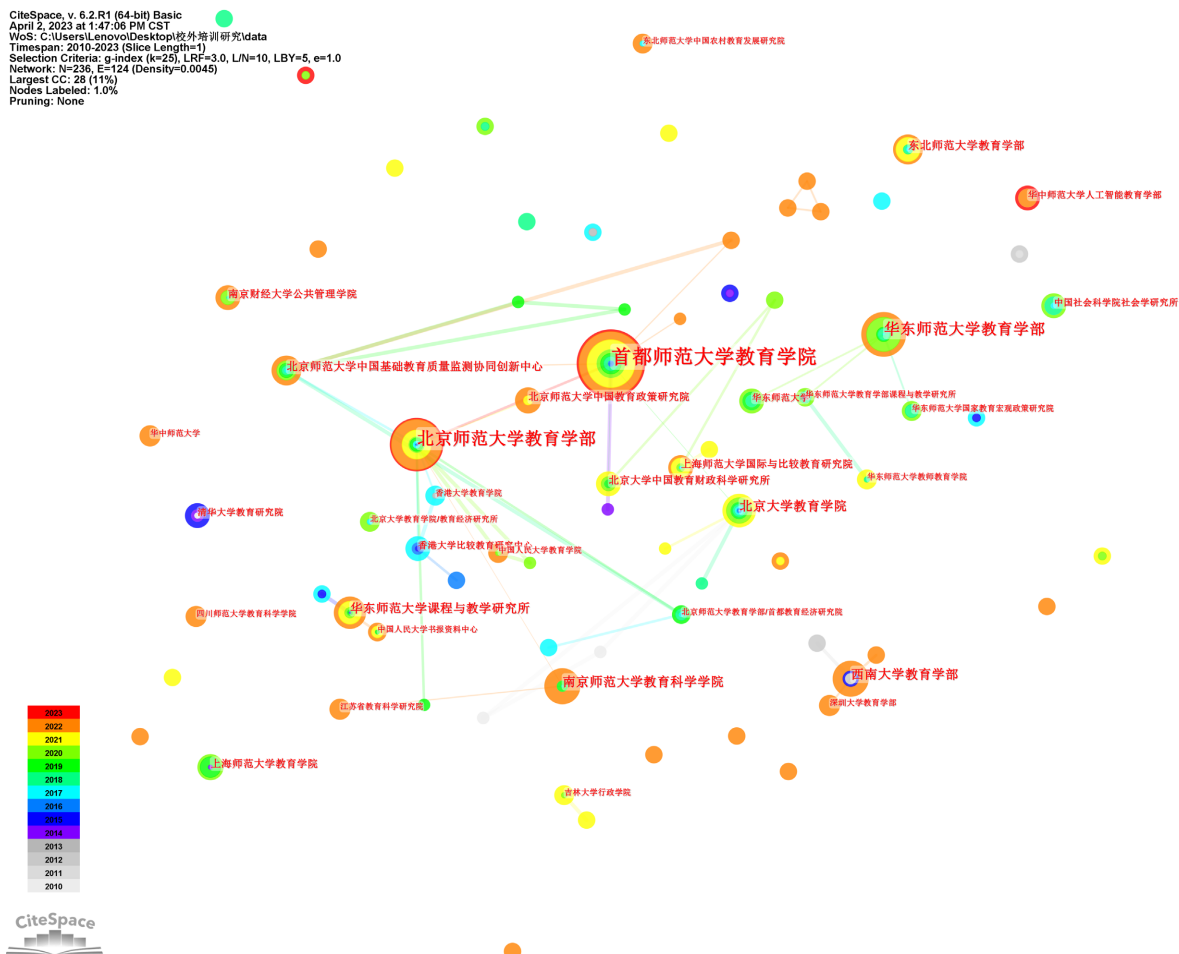 CiteSpace, v. 6.2.R1 (64-bit) Basic
April 2, 2023 at 1:47:06 PM CST
WoS: C:\Users\Lenovo\Desktop\校外培训研究\data
Timespan: 2010-2023 (Slice Length=1)
Selection Criteria: g-index (k=25), LRF=3.0, L/N=10, LBY=5, e=1.0
Network: N=236, E=124 (Density=0.0045)
Largest CC: 28 (11%)
Nodes Labeled: 1.0%
Pruning: None
东北师范大学中国农村教育发展研究院
东北师范大学教育学部
华中师范大学人工智能教育学部
南京财经大学公共管理学院
中国社会科学院社会学研究所
华东师范大学教育学部
首都师范大学教育学院
北京师范大学中国基础教育质量监测协同创新中心
北京师范大学中国教育政策研究院
华东师范大学
华东师范大学教育学部课程与教学研究所
华东师范大学国家教育宏观政策研究院
华中师范大学
北京师范大学教育学部
上海师范大学国际与比较教育研究院
北京大学中国教育财政科学研究所
华东师范大学教师教育学院
香港大学教育学院
北京大学教育学院
清华大学教育研究院
北京大学教育学院/教育经济研究所
香港大学比较教育研究中心
中国人民大学教育学院
华东师范大学课程与教学研究所
四川师范大学教育科学学院
北京师范大学教育学部/首都教育经济研究院
中国人民大学书报资料中心
西南大学教育学部
南京师范大学教育科学学院
深圳大学教育学部
江苏省教育科学研究院
上海师范大学教育学院
吉林大学行政学院
2023
2022
2021
2020
2019
2018
2017
2016
2015
2014
2013
2012
2011
2010
CiteSpace